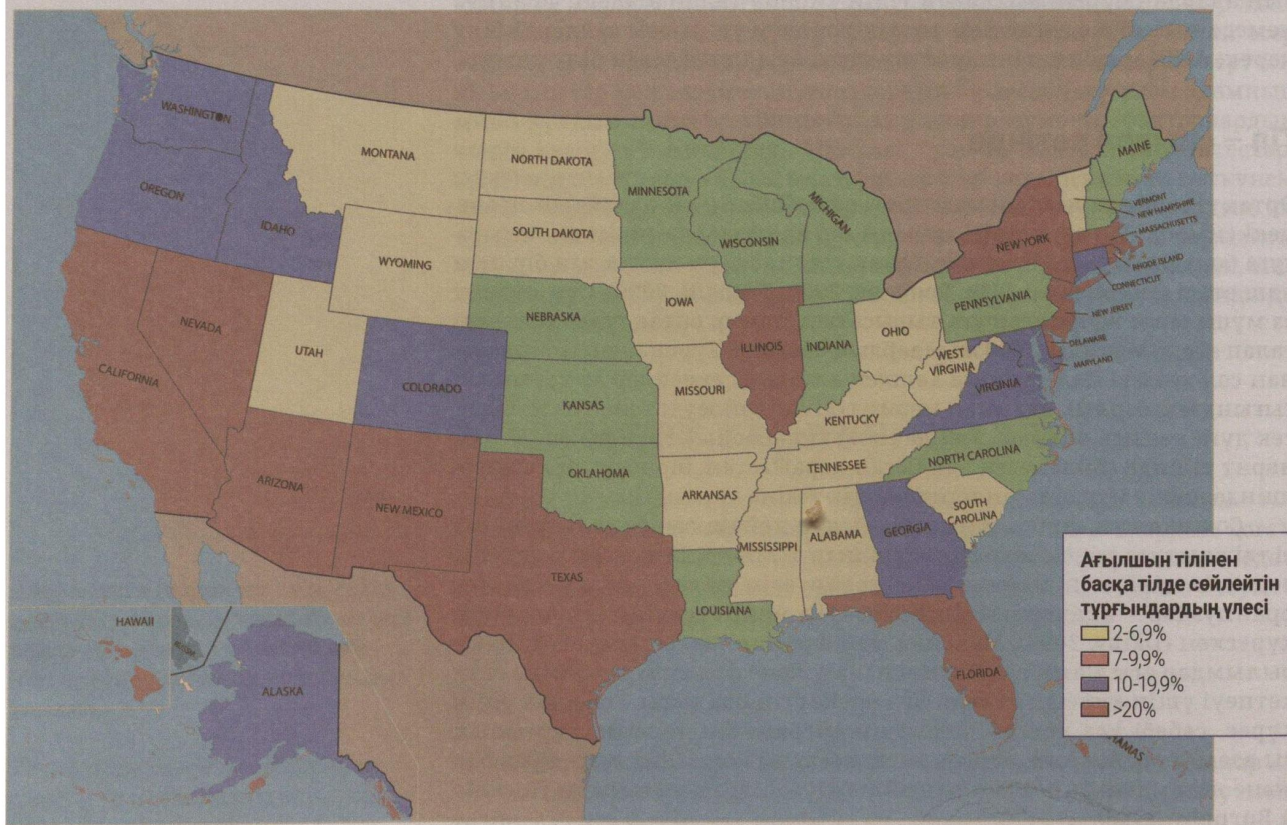 WASHINGTON
MONTANA
NORTH DAKOTA
MINNESOTA
MAINE
OREGON
IDAHO
MICHIGAN
VERMONT
NEW HAMPSHIRE
SOUTH DAKOTA
WISCONSIN
NEW YORK
MASSACHUSETTS
WYOMING
RHODE ISLAND
CONNECTICUT
IOWA
PENNSYLVANIA
NEBRASKA
NEW JERSEY
NEVADA
OHIO
ILLINOIS
INDIANA
DELAWARE
UTAH
WEST
VIRGINIA
MARYLAND
CALIFORNIA
COLORADO
MISSOURI
VIRGINIA
KANSAS
KENTUCKY
NORTH CAROLINA
TENNESSEE
OKLAHOMA
ARIZONA
ARKANSAS
NEW MEXICO
SOUTH
CAROLINA
MISSISSIPPI
ALABAMA
GEORGIA
TEXAS
LOUISIANA
HAWAII
ALASKA
FLORIDA
Ағылшын тілінен
басқа тілде сөйлейтін
тұрғындардың үлесі
2-6,9%
7-9,9%
10-19,9%
>20%
HAMAS